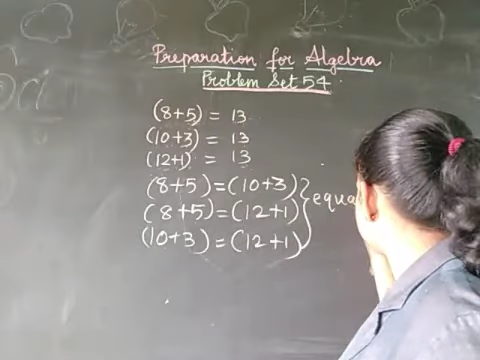 Preparation for Algebra
Problem Set 54
(8+5) = 13
(10+3) = 13
(12+1) = 13
(8+5) = (10+3)
(8+5) = (12+1)
(10+3) = (12+1)